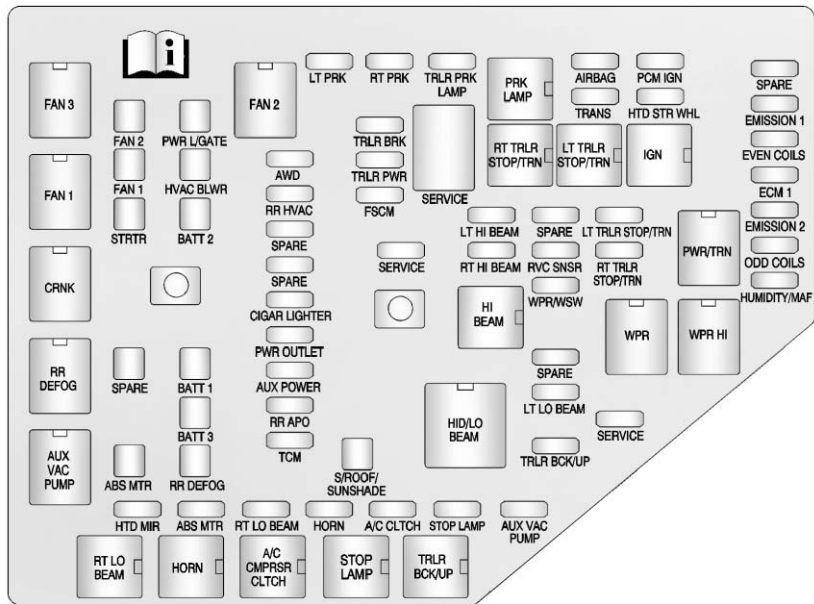 i
LT PRK
RT PRK
TRLR PRK
LAMP
PRK
LAMP
AIRBAG
PCM IGN
TRANS
HTD STR WHL
SPARE
EMISSION 1
EVEN COILS
ECM 1
EMISSION 2
ODD COILS
HUMIDITY/MAF
FAN 3
FAN 2
PWR L/GATE
FAN 2
FAN 1
FAN 1
HVAC BLWR
STRTR
BATT 2
CRNK
RR
DEFOG
SPARE
BATT 1
BATT 3
AUX
VAC
PUMP
ABS MTR
RR DEFOG
AWD
RR HVAC
SPARE
SPARE
CIGAR LIGHTER
PWR OUTLET
AUX POWER
RR APO
TCM
TRLR BRK
TRLR PWR
FSCM
SERVICE
SERVICE
RT TRLR
STOP/TRN
LT TRLR
STOP/TRN
IGN
LT HI BEAM
SPARE
LT TRLR STOP/TRN
RT HI BEAM
RVC SNSR
RT TRLR
STOP/TRN
WPR/WSW
PWR/TRN
HI
BEAM
WPR
WPR HI
SPARE
LT LO BEAM
HID/LO
BEAM
SERVICE
TRLR BCK/UP
S/ROOF/
SUNSHADE
HTD MIR
ABS MTR
RT LO BEAM
HORN
A/C CLTCH
STOP LAMP
AUX VAC
PUMP
RT LO
BEAM
HORN
A/C
CMPRSR
CLTCH
STOP
LAMP
TRLR
BCK/UP